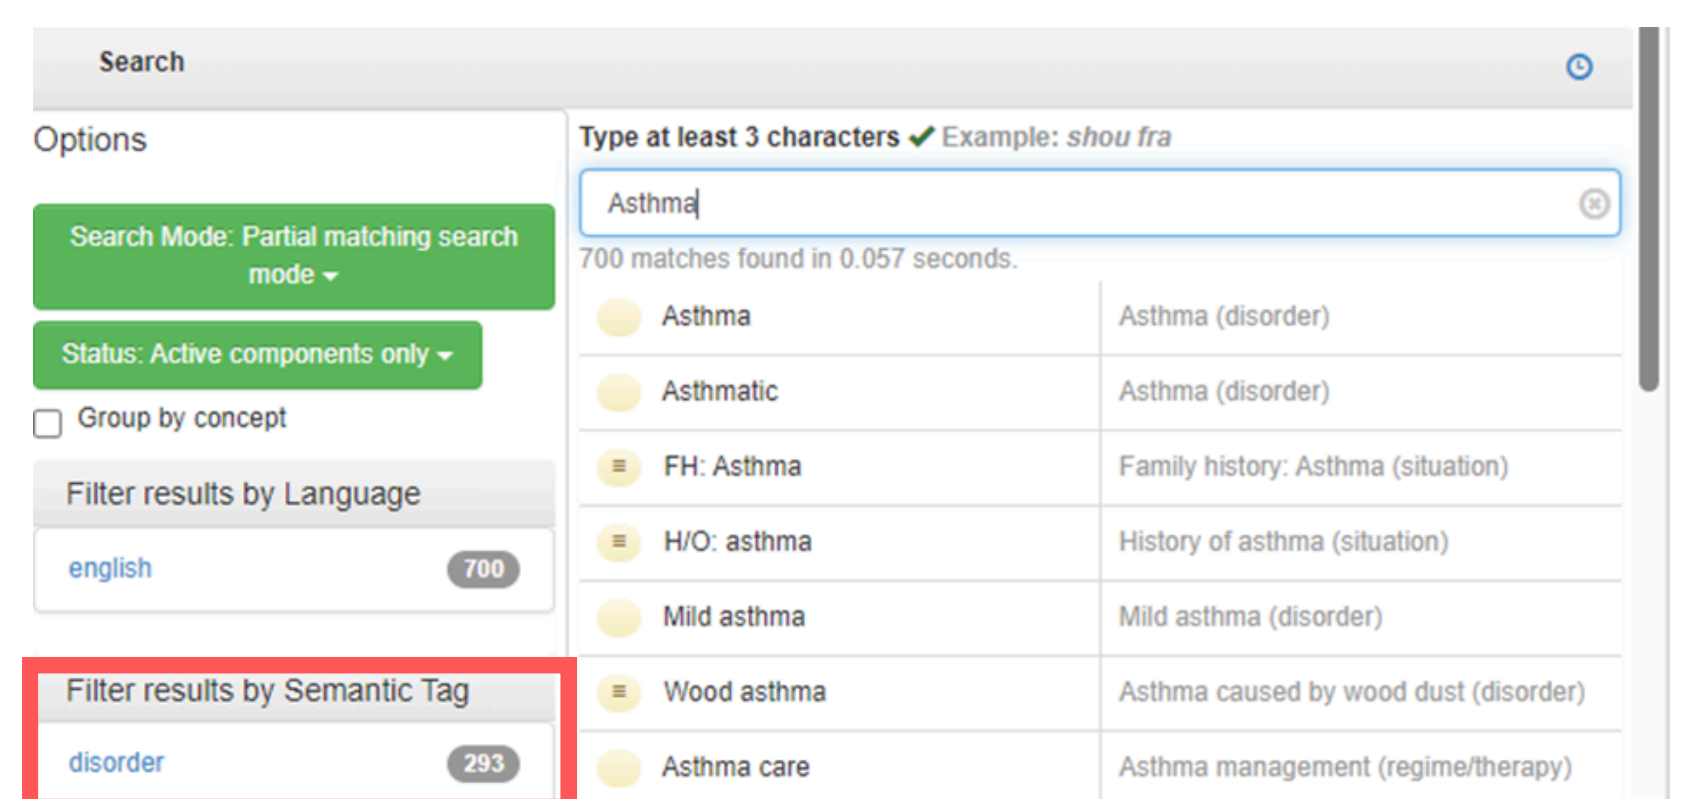 Search
Options
Search Mode: Partial matching search
mode
Status: Active components only
Group by concept
Filter results by Language
english 700
Filter results by Semantic Tag
disorder 293
Type at least 3 characters ✔ Example: shou fra
Asthma
700 matches found in 0.057 seconds.
Asthma Asthma (disorder)
Asthmatic Asthma (disorder)
FH: Asthma Family history: Asthma (situation)
H/O: asthma History of asthma (situation)
Mild asthma Mild asthma (disorder)
Wood asthma Asthma caused by wood dust (disorder)
Asthma care Asthma management (regime/therapy)